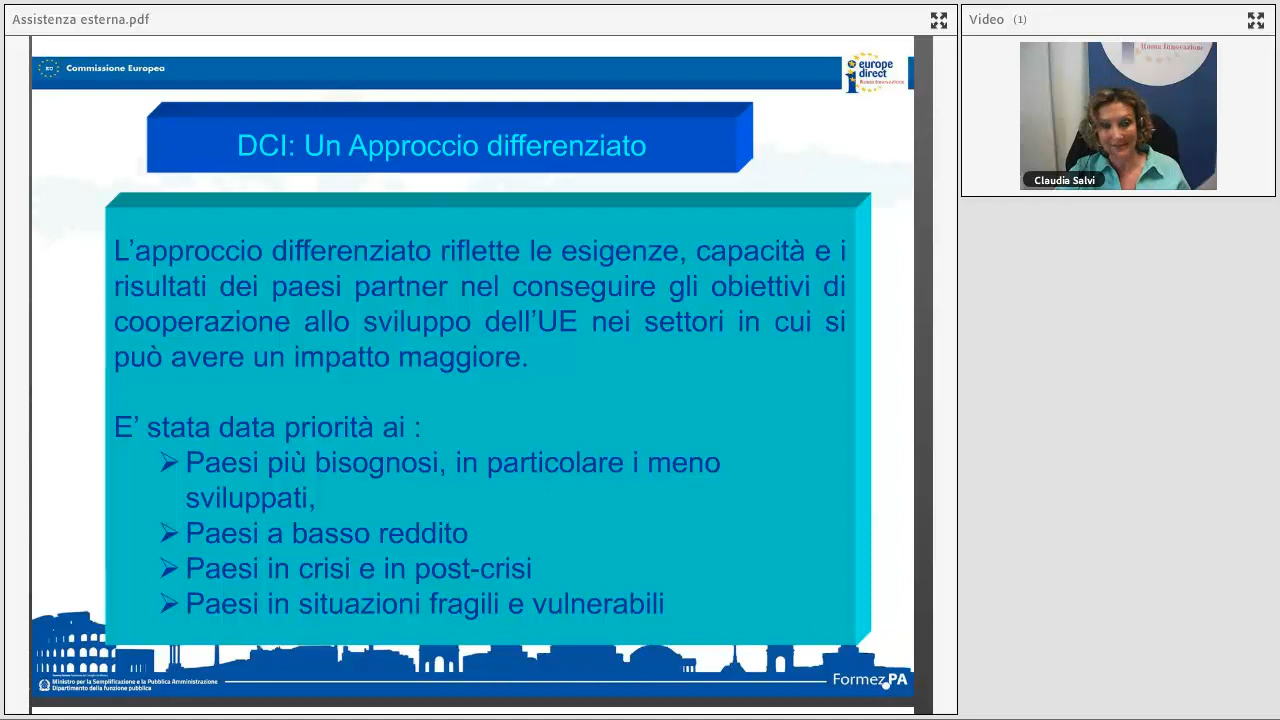 Assistenza esterna.pdf
Video (1)
Commissione Europea
europe
direct
Roma Innovazione
Roma Innovazione
Claudia Salvi
DCI: Un Approccio differenziato
L’approccio differenziato riflette le esigenze, capacità e i
risultati dei paesi partner nel conseguire gli obiettivi di
cooperazione allo sviluppo dell’UE nei settori in cui si
può avere un impatto maggiore.
E’ stata data priorità ai :
Paesi più bisognosi, in particolare i meno
sviluppati,
Paesi a basso reddito
Paesi in crisi e in post-crisi
Paesi in situazioni fragili e vulnerabili
Ministro per la Semplificazione e la Pubblica Amministrazione
Dipartimento della funzione pubblica
FormezPA